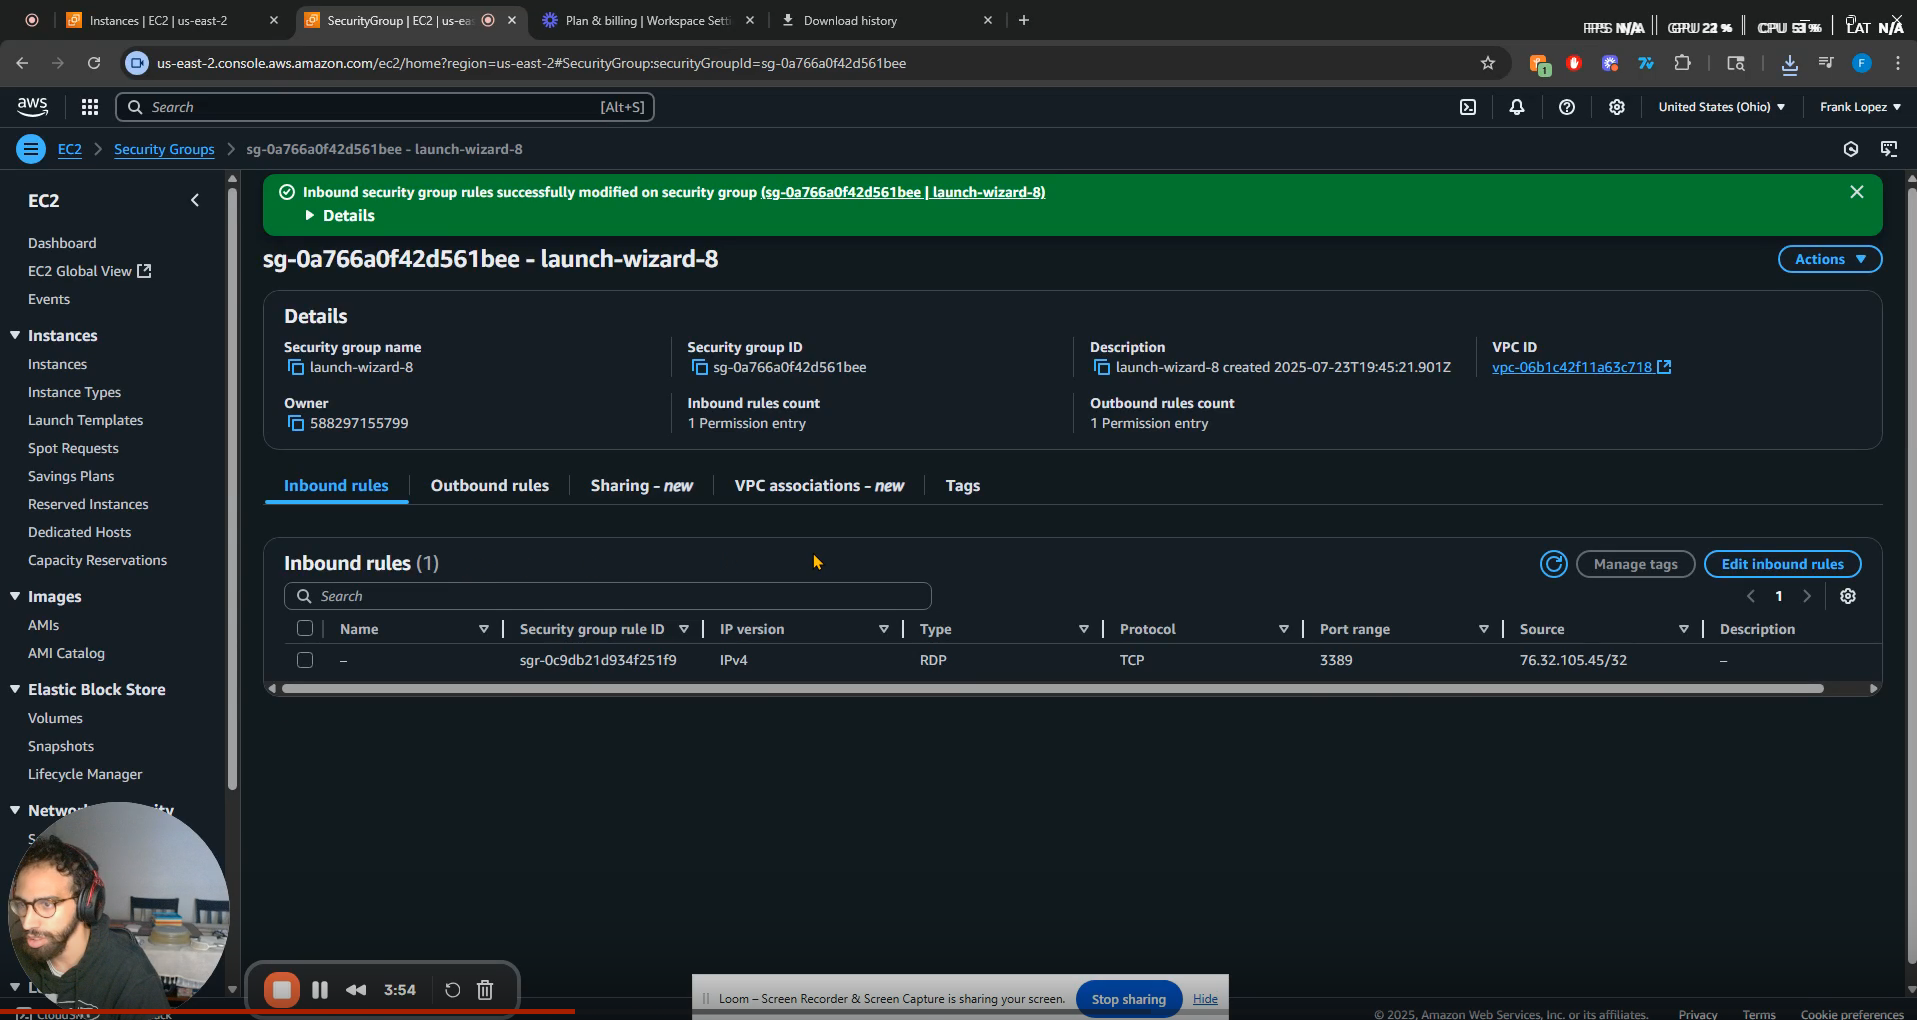 Instances | EC2 | us-east-2
SecurityGroup | EC2 | us-eas
Plan & billing | Workspace Setti
Download history
N/A
GPU 22 %
CPU
LAT N/A
us-east-2.console.aws.amazon.com/ec2/home?region=us-east-2#SecurityGroup:securityGroupId=sg-0a766a0f42d561bee
1
F
aws
Search
[Alt+S]
United States (Ohio)
Frank Lopez
EC2
Security Groups
sg-0a766a0f42d561bee - launch-wizard-8
EC2
Dashboard
EC2 Global View
Events
Instances
Instances
Instance Types
Launch Templates
Spot Requests
Savings Plans
Reserved Instances
Dedicated Hosts
Capacity Reservations
Images
AMIs
AMI Catalog
Elastic Block Store
Volumes
Snapshots
Lifecycle Manager
Inbound security group rules successfully modified on security group (sg-0a766a0f42d561bee | launch-wizard-8)
Details
sg-0a766a0f42d561bee - launch-wizard-8
Actions
Details
Security group name
launch-wizard-8
Security group ID
sg-0a766a0f42d561bee
Description
launch-wizard-8 created 2025-07-23T19:45:21.901Z
VPC ID
vpc-06b1c42f11a63c718
Owner
588297155799
Inbound rules count
1 Permission entry
Outbound rules count
1 Permission entry
Inbound rules
Outbound rules
Sharing - new
VPC associations - new
Tags
Inbound rules (1)
Manage tags
Edit inbound rules
Search
1
Name
Security group rule ID
IP version
Type
Protocol
Port range
Source
Description
–
sgr-0c9db21d934f251f9
IPv4
RDP
TCP
3389
76.32.105.45/32
–
3:54
Loom – Screen Recorder & Screen Capture is sharing your screen.
Stop sharing
Hide
© 2025, Amazon Web Services, Inc. or its affiliates.
Privacy
Terms
Cookie preferences